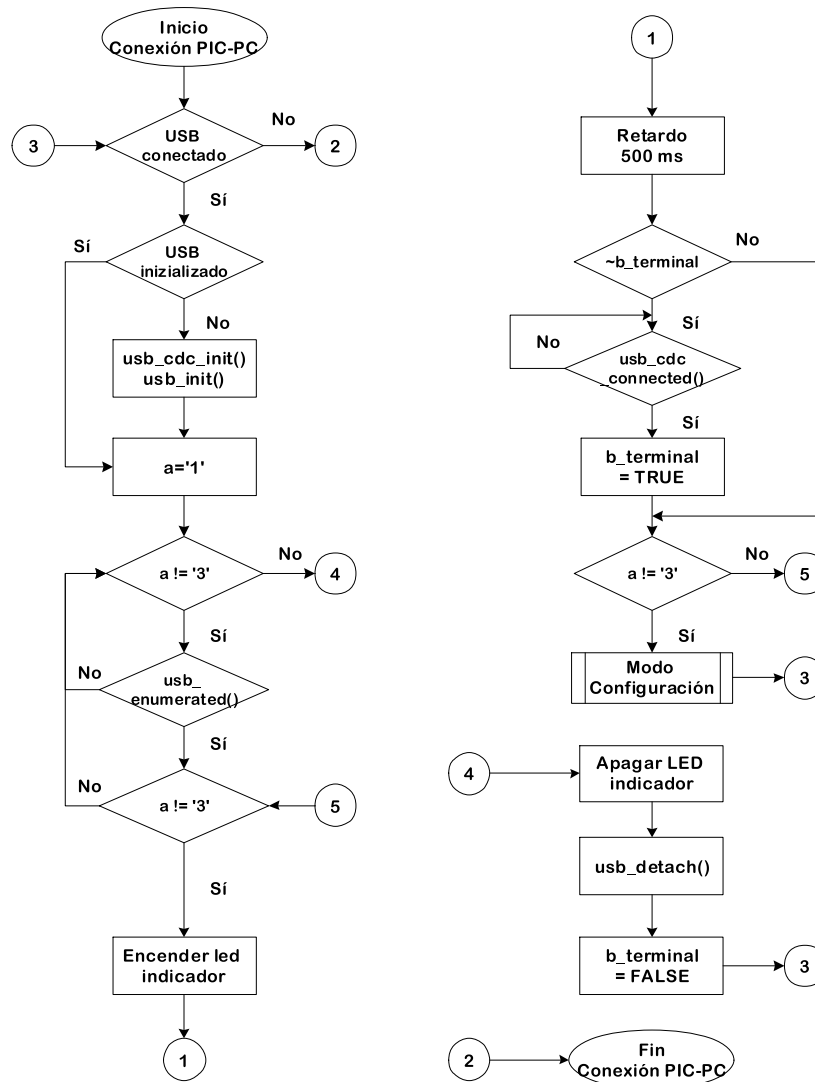 Inicio
Conexión PIC-PC
3
USB
conectado
No
2
Sí
Sí
USB
inizializado
No
usb_cdc_init()
usb_init()
a='1'
a != '3'
No
4
Sí
No
usb_
enumerated()
Sí
No
a != '3'
5
Sí
Encender led
indicador
1
1
Retardo
500 ms
~b_terminal
No
Sí
No
usb_cdc
_connected()
Sí
b_terminal
= TRUE
a != '3'
No
5
Sí
Modo
Configuración
3
4
Apagar LED
indicador
usb_detach()
b_terminal
= FALSE
3
2
Fin
Conexión PIC-PC